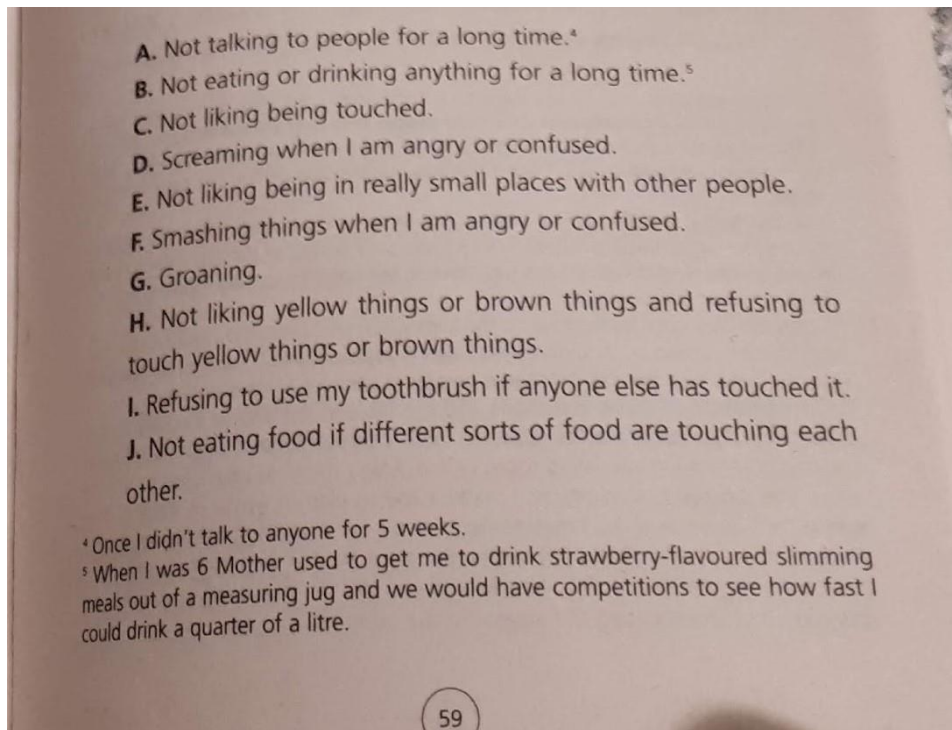 A. Not talking to people for a long time.⁴
B. Not eating or drinking anything for a long time.⁵
C. Not liking being touched.
D. Screaming when I am angry or confused.
E. Not liking being in really small places with other people.
F. Smashing things when I am angry or confused.
G. Groaning.
H. Not liking yellow things or brown things and refusing to
touch yellow things or brown things.
I. Refusing to use my toothbrush if anyone else has touched it.
J. Not eating food if different sorts of food are touching each
other.
⁴ Once I didn't talk to anyone for 5 weeks.
⁵ When I was 6 Mother used to get me to drink strawberry-flavoured slimming
meals out of a measuring jug and we would have competitions to see how fast I
could drink a quarter of a litre.
59